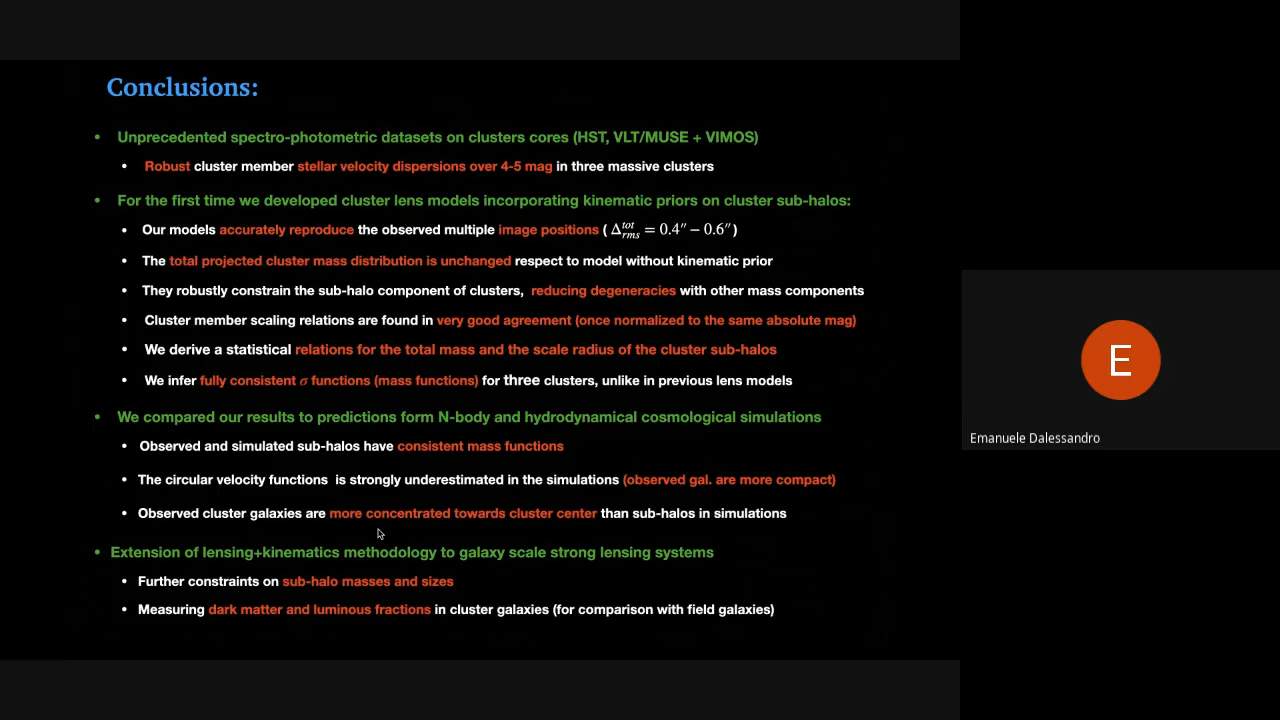 Conclusions:
• Unprecedented spectro-photometric datasets on clusters cores (HST, VLT/MUSE + VIMOS)
• Robust cluster member stellar velocity dispersions over 4-5 mag in three massive clusters
• For the first time we developed cluster lens models incorporating kinematic priors on cluster sub-halos:
• Our models accurately reproduce the observed multiple image positions ( Δ^{tot}_{rms} = 0.4″ − 0.6″)
• The total projected cluster mass distribution is unchanged respect to model without kinematic prior
• They robustly constrain the sub-halo component of clusters, reducing degeneracies with other mass components
• Cluster member scaling relations are found in very good agreement (once normalized to the same absolute mag)
• We derive a statistical relations for the total mass and the scale radius of the cluster sub-halos
• We infer fully consistent σ functions (mass functions) for three clusters, unlike in previous lens models
• We compared our results to predictions form N-body and hydrodynamical cosmological simulations
• Observed and simulated sub-halos have consistent mass functions
• The circular velocity functions is strongly underestimated in the simulations (observed gal. are more compact)
• Observed cluster galaxies are more concentrated towards cluster center than sub-halos in simulations
• Extension of lensing+kinematics methodology to galaxy scale strong lensing systems
• Further constraints on sub-halo masses and sizes
• Measuring dark matter and luminous fractions in cluster galaxies (for comparison with field galaxies)
E
Emanuele Dalessandro